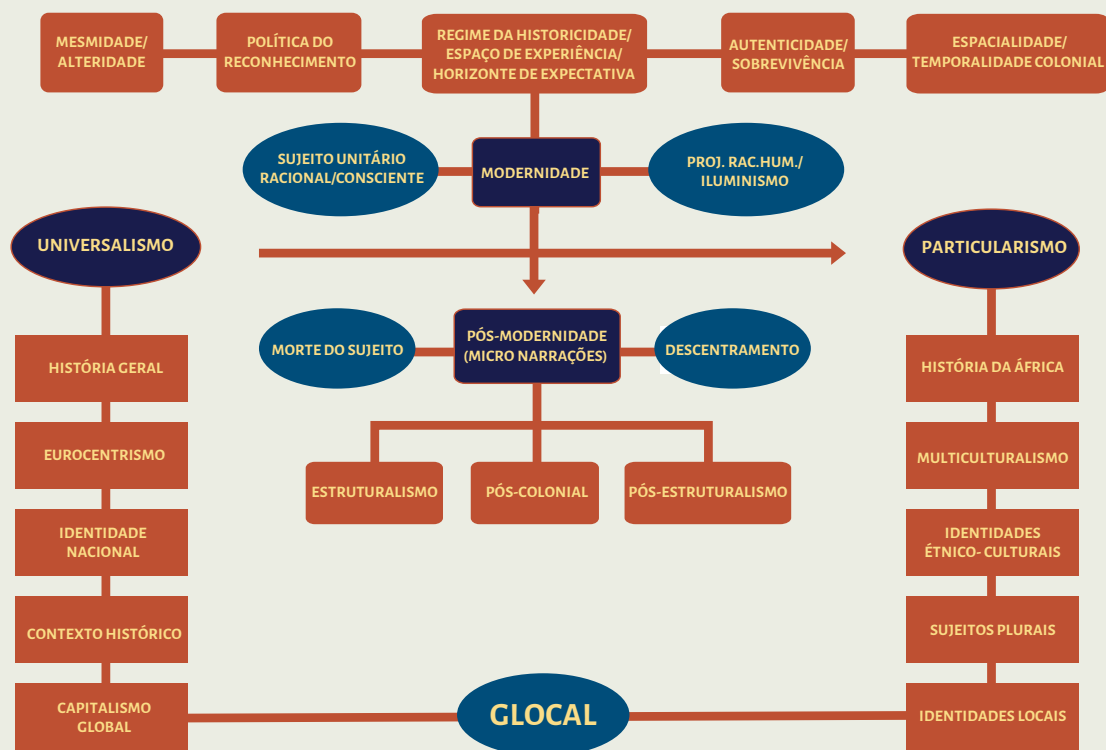 MESMIDADE/
ALTERIDADE
POLÍTICA DO
RECONHECIMENTO
REGIME DA HISTORICIDADE/
ESPAÇO DE EXPERIÊNCIA/
HORIZONTE DE EXPECTATIVA
AUTENTICIDADE/
SOBREVIVÊNCIA
ESPACIALIDADE/
TEMPORALIDADE COLONIAL
SUJEITO UNITÁRIO
RACIONAL/CONSCIENTE
MODERNIDADE
PROJ. RAC.HUM./
ILUMINISMO
UNIVERSALISMO
PARTICULARISMO
MORTE DO SUJEITO
PÓS-MODERNIDADE
(MICRO NARRAÇÕES)
DESCENTRAMENTO
HISTÓRIA GERAL
HISTÓRIA DA ÁFRICA
EUROCENTRISMO
MULTICULTURALISMO
ESTRUTURALISMO
PÓS-COLONIAL
PÓS-ESTRUTURALISMO
IDENTIDADE
NACIONAL
IDENTIDADES
ÉTNICO- CULTURAIS
CONTEXTO HISTÓRICO
SUJEITOS PLURAIS
CAPITALISMO
GLOBAL
GLOCAL
IDENTIDADES LOCAIS